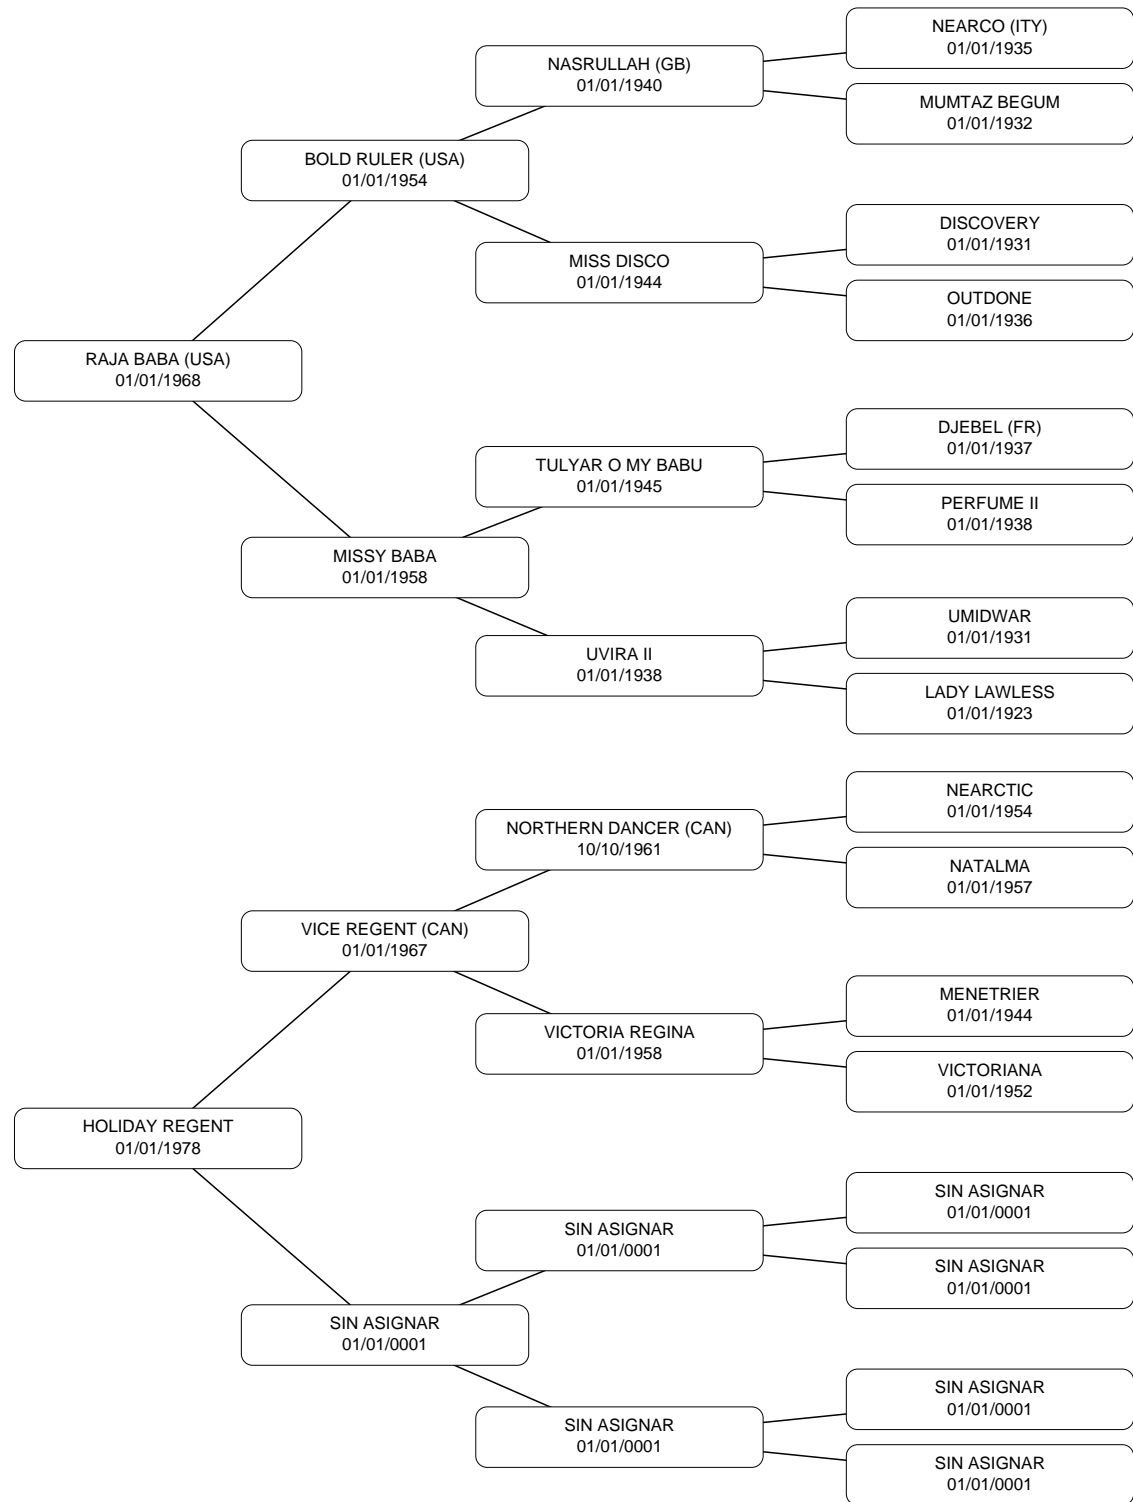 NEARCO (ITY)
01/01/1935
NASRULLAH (GB)
01/01/1940
MUMTAZ BEGUM
01/01/1932
BOLD RULER (USA)
01/01/1954
DISCOVERY
01/01/1931
MISS DISCO
01/01/1944
OUTDONE
01/01/1936
RAJA BABA (USA)
01/01/1968
DJEBEL (FR)
01/01/1937
TULYAR O MY BABU
01/01/1945
PERFUME II
01/01/1938
MISSY BABA
01/01/1958
UMIDWAR
01/01/1931
UVIRA II
01/01/1938
LADY LAWLESS
01/01/1923
NEARCTIC
01/01/1954
NORTHERN DANCER (CAN)
10/10/1961
NATALMA
01/01/1957
VICE REGENT (CAN)
01/01/1967
MENETRIER
01/01/1944
VICTORIA REGINA
01/01/1958
VICTORIANA
01/01/1952
HOLIDAY REGENT
01/01/1978
SIN ASIGNAR
01/01/0001
SIN ASIGNAR
01/01/0001
SIN ASIGNAR
01/01/0001
SIN ASIGNAR
01/01/0001
SIN ASIGNAR
01/01/0001
SIN ASIGNAR
01/01/0001
SIN ASIGNAR
01/01/0001